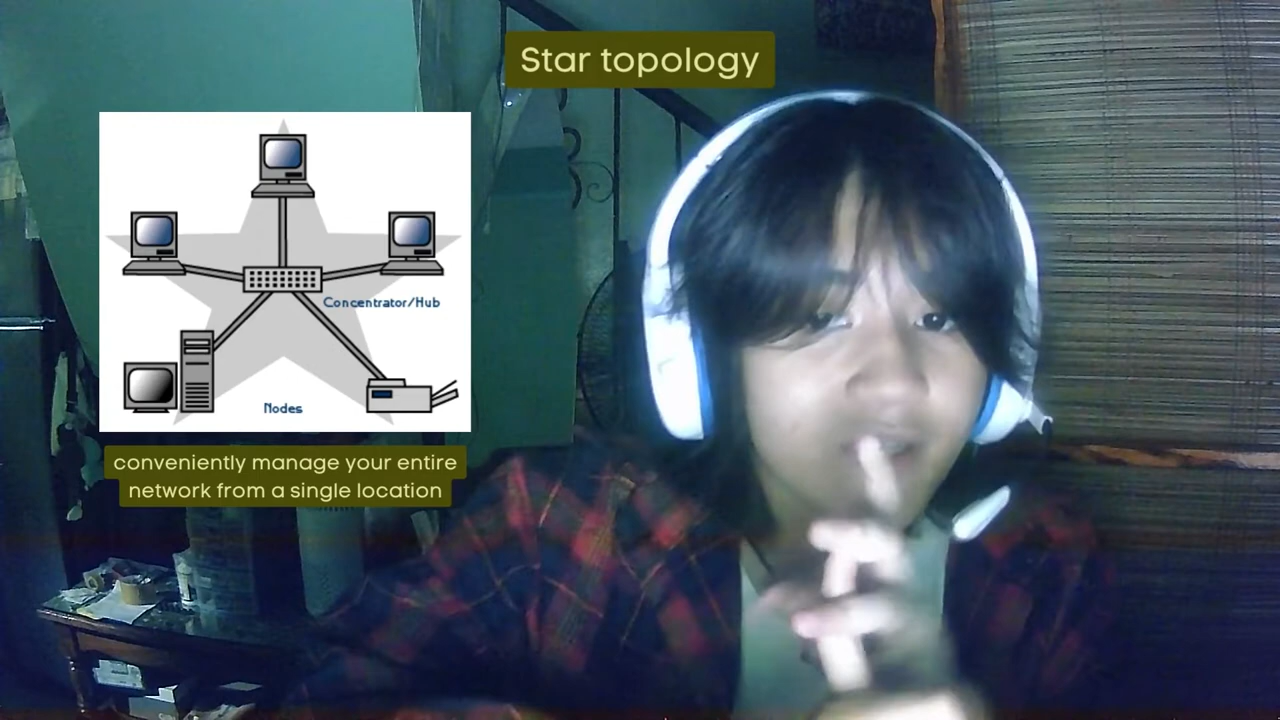 Star topology
Concentrator/Hub
Nodes
conveniently manage your entire
network from a single location